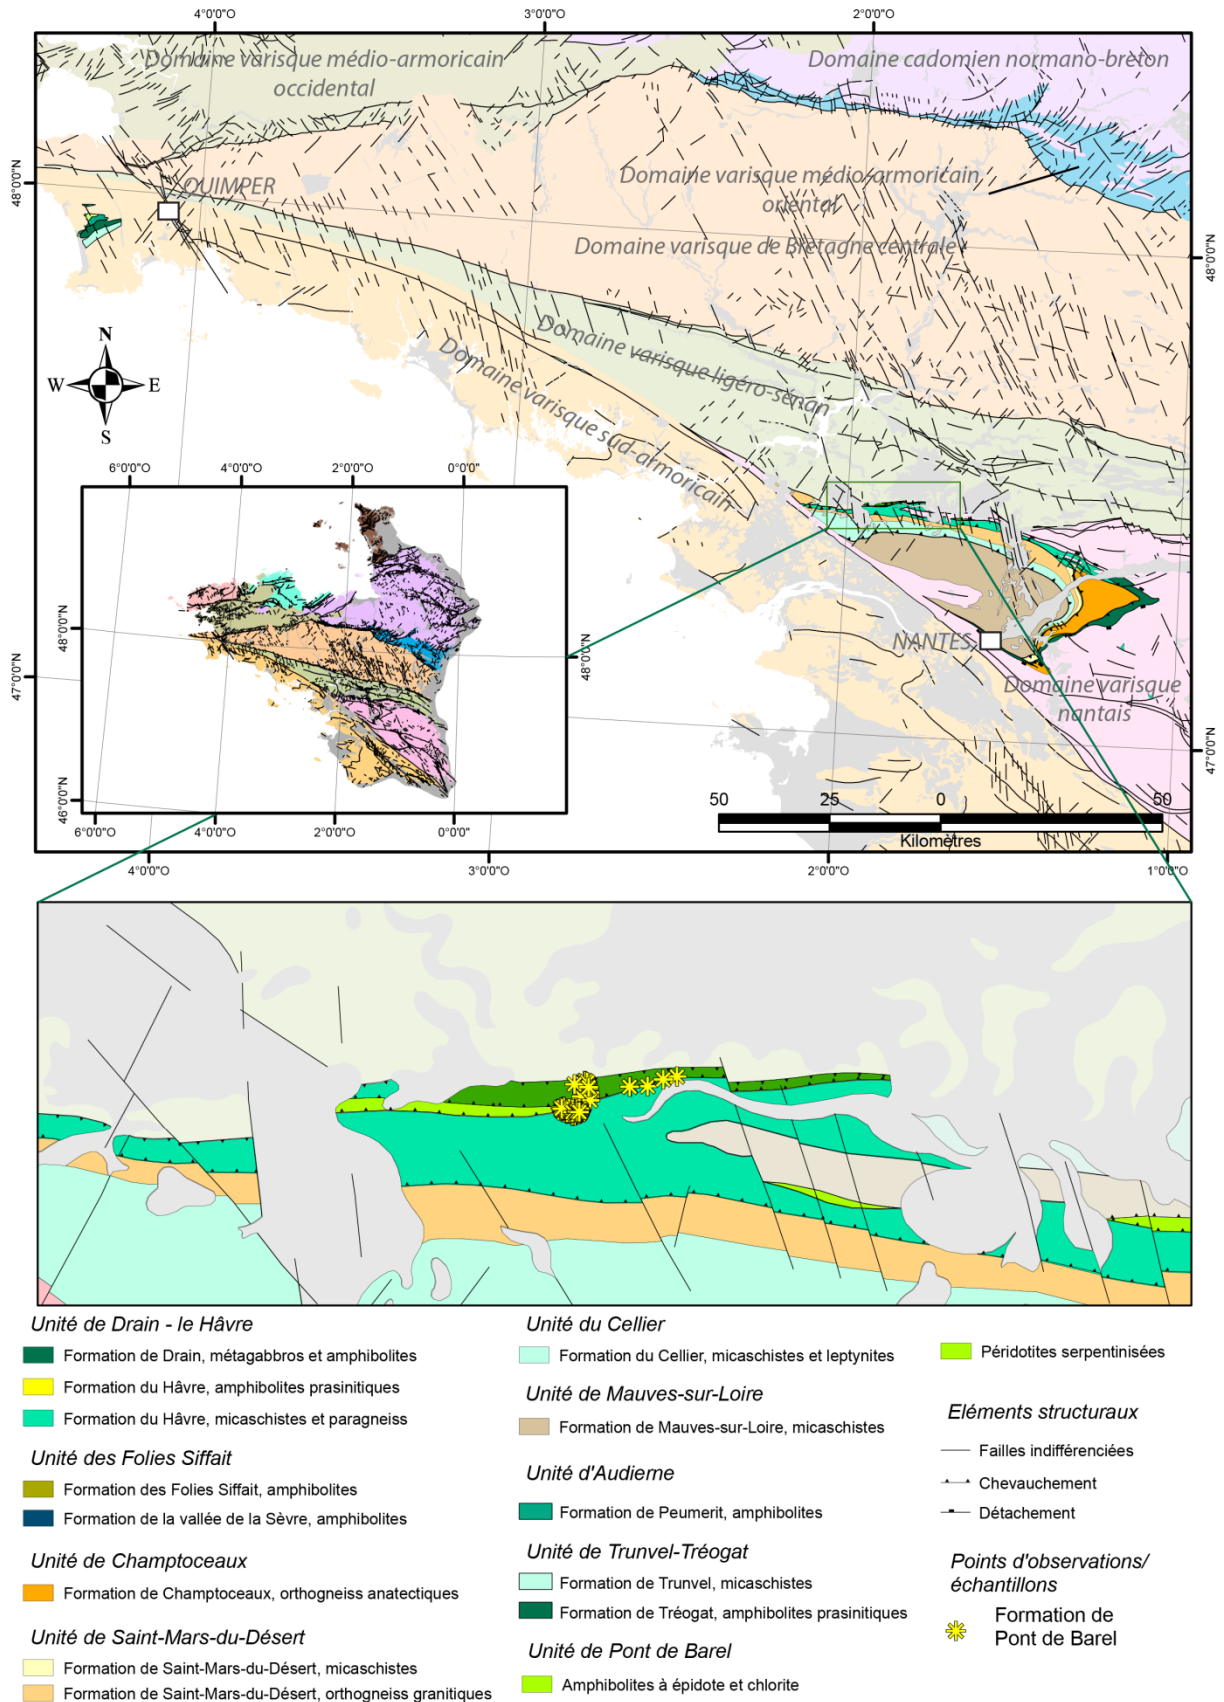 4°0'0"O 3°0'0"O 2°0'0"O
Domaine varisque médio-armoricain
occidental
Domaine cadomien normano-breton
48°0'0"N
QUIMPER
Domaine varisque médio-armoricain
oriental
Domaine varisque de Bretagne centrale
48°0'0"N
Domaine varisque ligéro-sénan
Domaine varisque sud-armoricain
N
W E
S
6°0'0"O 4°0'0"O 2°0'0"O 0°0'0"O
48°0'0"N
48°0'0"N
47°0'0"N
46°0'0"N
6°0'0"O 4°0'0"O 2°0'0"O 0°0'0"O
NANTES
Domaine varisque
nantais
47°0'0"N
50 25 0 50
Kilomètres
4°0'0"O 3°0'0"O 2°0'0"O 1°0'0"O
Unité de Drain - le Hâvre
Formation de Drain, métagabbros et amphibolites
Formation du Hâvre, amphibolites prasinitiques
Formation du Hâvre, micaschistes et paragneiss
Unité des Folies Siffait
Formation des Folies Siffait, amphibolites
Formation de la vallée de la Sèvre, amphibolites
Unité de Champtoceaux
Formation de Champtoceaux, orthogneiss anatectiques
Unité de Saint-Mars-du-Désert
Formation de Saint-Mars-du-Désert, micaschistes
Formation de Saint-Mars-du-Désert, orthogneiss granitiques
Unité du Cellier
Formation du Cellier, micaschistes et leptynites
Unité de Mauves-sur-Loire
Formation de Mauves-sur-Loire, micaschistes
Unité d'Audierne
Formation de Peumerit, amphibolites
Unité de Trunvel-Tréogat
Formation de Trunvel, micaschistes
Formation de Tréogat, amphibolites prasinitiques
Unité de Pont de Barel
Amphibolites à épidote et chlorite
Péridotites serpentinisées
Eléments structuraux
Failles indifférenciées
Chevauchement
Détachement
Points d'observations/
échantillons
Formation de
Pont de Barel